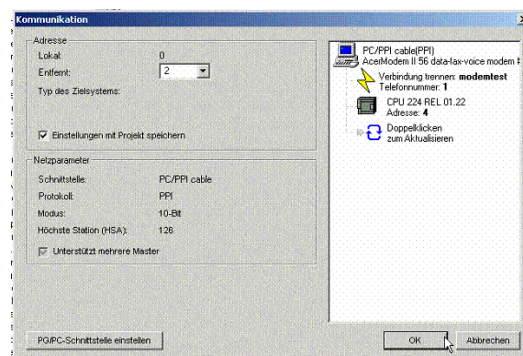 Kommunikation
Adresse
Lokal: 0
Entfernt: 2
Typ des Zielsystems:
Einstellungen mit Projekt speichern
Netzparameter
Schnittstelle: PC/PPI cable
Protokoll: PPI
Modus: 10-Bit
Höchste Station (HSA): 126
Unterstützt mehrere Master
PG/PC-Schnittstelle einstellen
PC/PPI cable(PPI)
AcerModem II 56 data-fax-voice modem
Verbindung trennen: modemtest
Telefonnummer: 1
CPU 224 REL 01.22
Adresse: 4
Doppelklicken
zum Aktualisieren
OK
Abbrechen